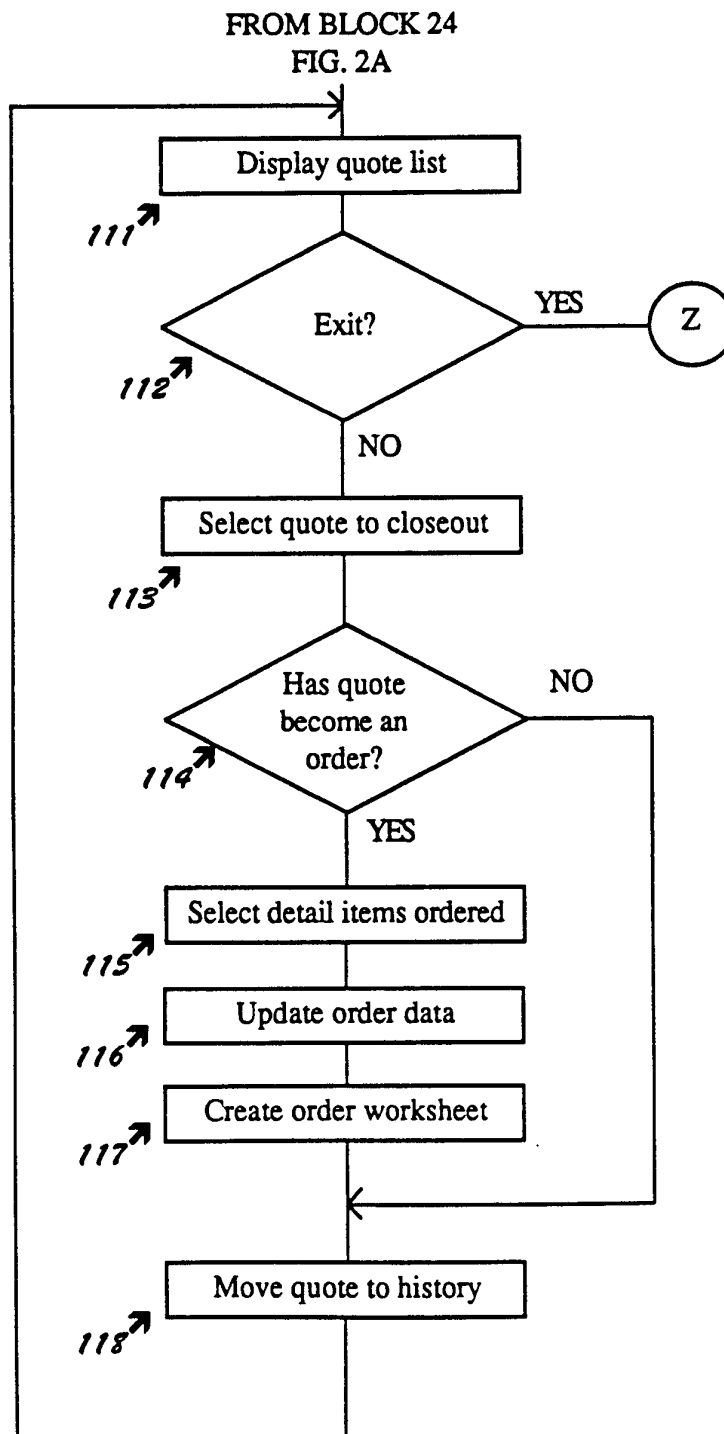 FROM BLOCK 24
FIG. 2A
Display quote list
111
Exit?
YES
Z
112
NO
Select quote to closeout
113
Has quote
become an
order?
NO
114
YES
Select detail items ordered
115
Update order data
116
Create order worksheet
117
Move quote to history
118